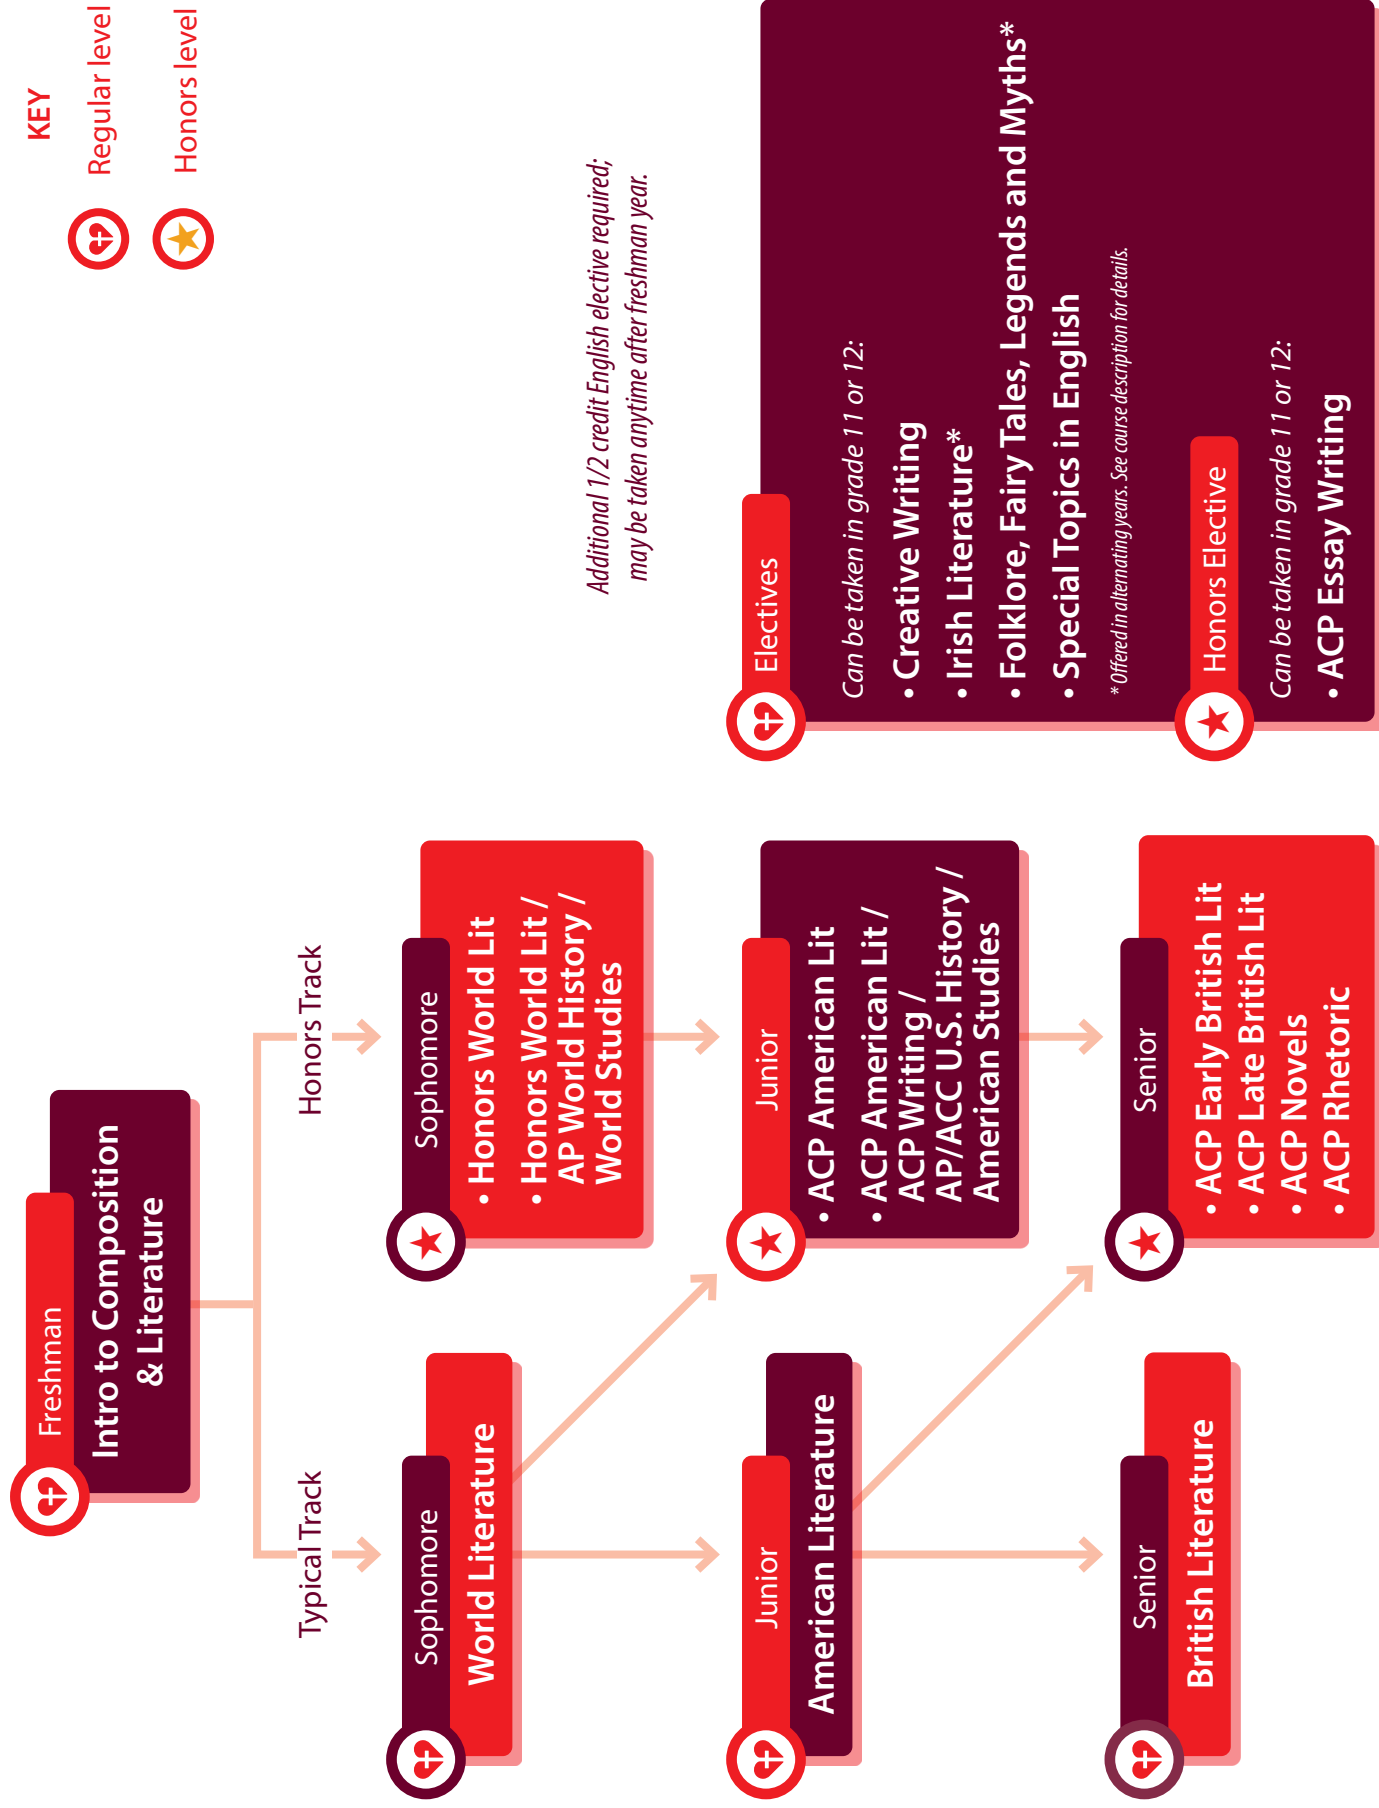 KEY
Regular level
Honors level
Freshman
Intro to Composition
& Literature
Typical Track
Honors Track
Sophomore
World Literature
Sophomore
• Honors World Lit
• Honors World Lit /
AP World History /
World Studies
Junior
American Literature
Junior
• ACP American Lit
• ACP American Lit /
ACP Writing /
AP/ACC U.S. History /
American Studies
Senior
British Literature
Senior
• ACP Early British Lit
• ACP Late British Lit
• ACP Novels
• ACP Rhetoric
Additional 1/2 credit English elective required;
may be taken anytime after freshman year.
Electives
Can be taken in grade 11 or 12:
• Creative Writing
• Irish Literature*
• Folklore, Fairy Tales, Legends and Myths*
• Special Topics in English
* Offered in alternating years. See course description for details.
Honors Elective
Can be taken in grade 11 or 12:
• ACP Essay Writing